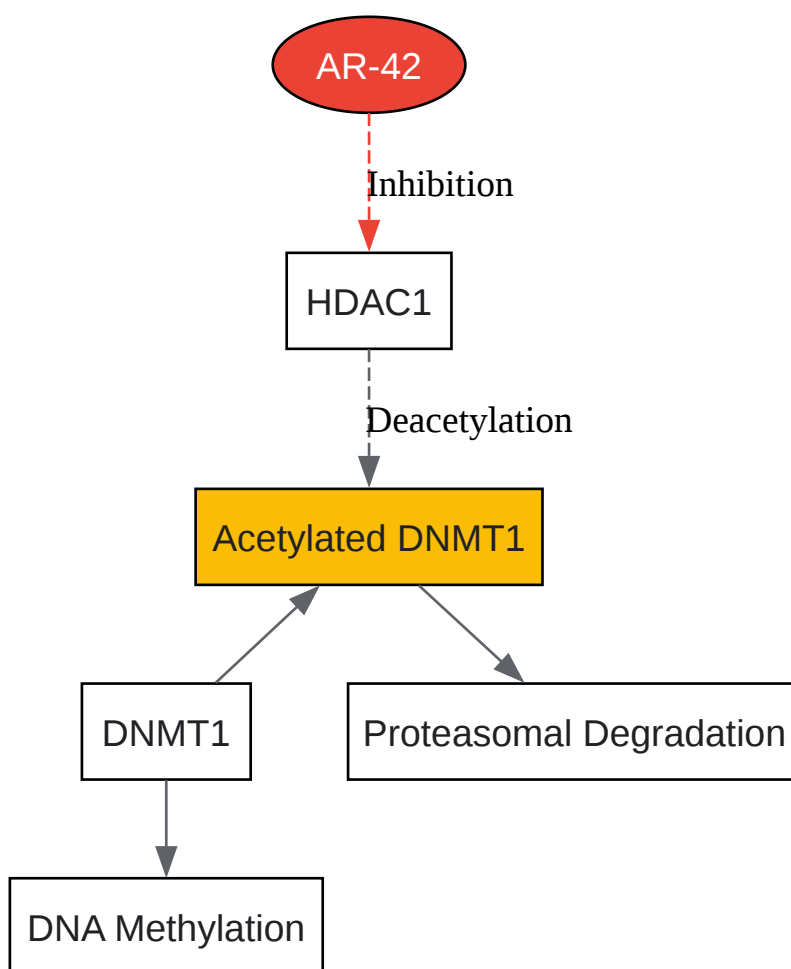 AR-42
Inhibition
HDAC1
Deacetylation
Acetylated DNMT1
DNMT1
Proteasomal Degradation
DNA Methylation